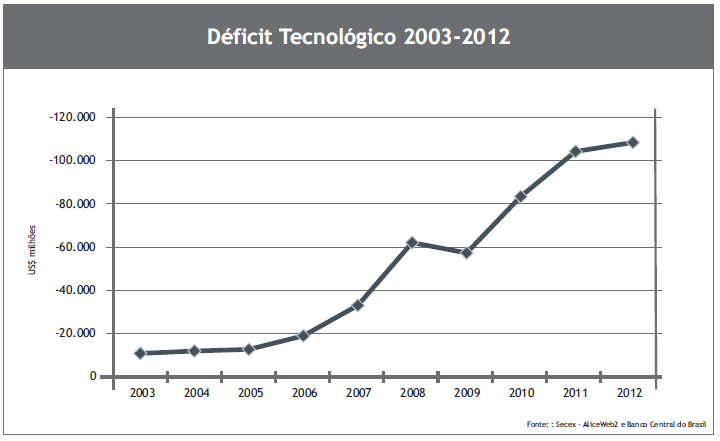 Déficit Tecnológico 2003-2012
-120.000
-100.000
-80.000
-60.000
-40.000
-20.000
0
US$ milhões
2003 2004 2005 2006 2007 2008 2009 2010 2011 2012
Fonte: : Secex - AliceWeb2 e Banco Central do Brasil